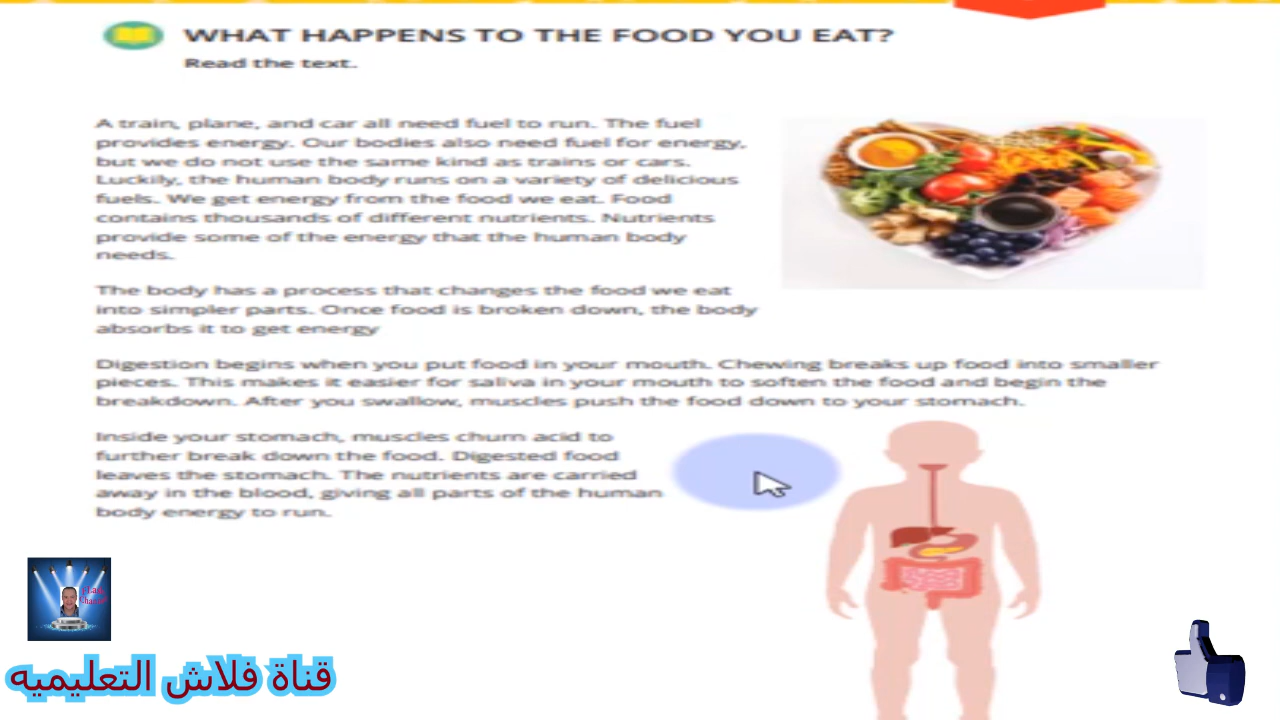 WHAT HAPPENS TO THE FOOD YOU EAT?
Read the text.
A train, plane, and car all need fuel to run. The fuel
provides energy. Our bodies also need fuel for energy,
but we do not use the same kind as trains or cars.
Luckily, the human body runs on a variety of delicious
fuels. We get energy from the food we eat. Food
contains thousands of different nutrients. Nutrients
provide some of the energy that the human body
needs.
The body has a process that changes the food we eat
into simpler parts. Once food is broken down, the body
absorbs it to get energy
Digestion begins when you put food in your mouth. Chewing breaks up food into smaller
pieces. This makes it easier for saliva in your mouth to soften the food and begin the
breakdown. After you swallow, muscles push the food down to your stomach.
Inside your stomach, muscles churn acid to
further break down the food. Digested food
leaves the stomach. The nutrients are carried
away in the blood, giving all parts of the human
body energy to run.
قناة فلاش التعليميه